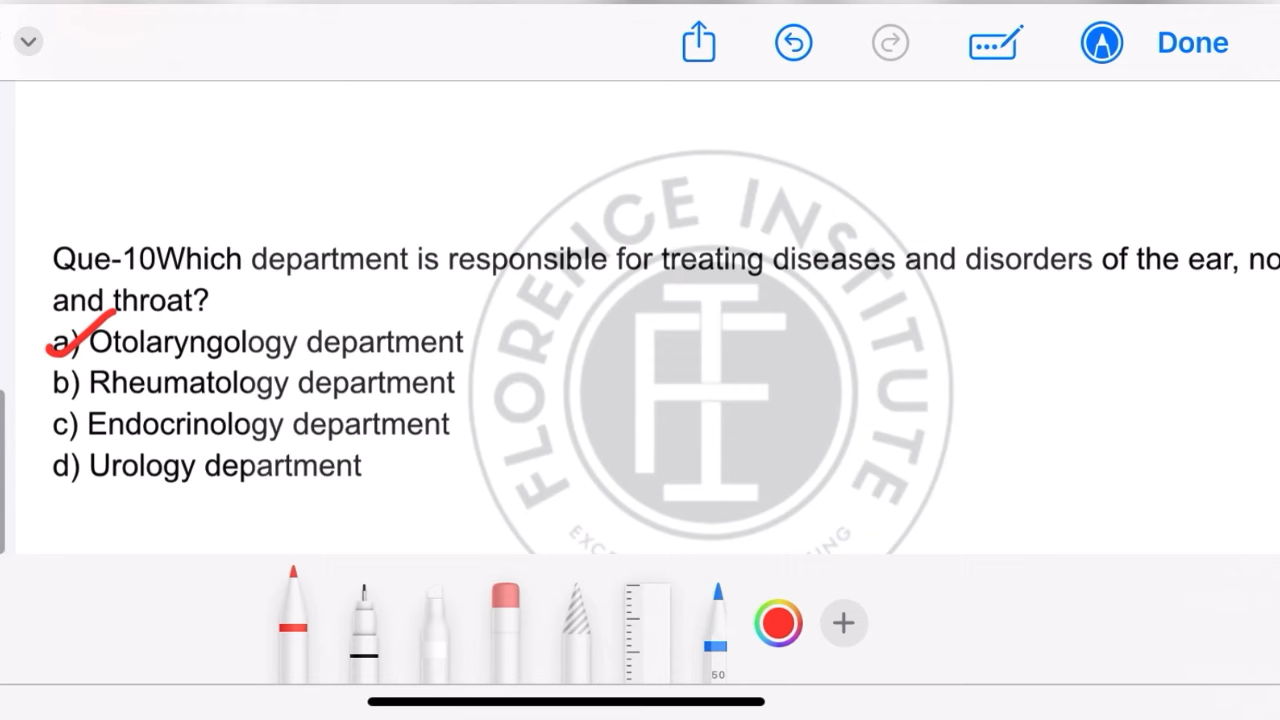 Done
Que-10Which department is responsible for treating diseases and disorders of the ear, no
and throat?
a) Otolaryngology department
b) Rheumatology department
c) Endocrinology department
d) Urology department
FLORENCE INSTITUTE
FI
50